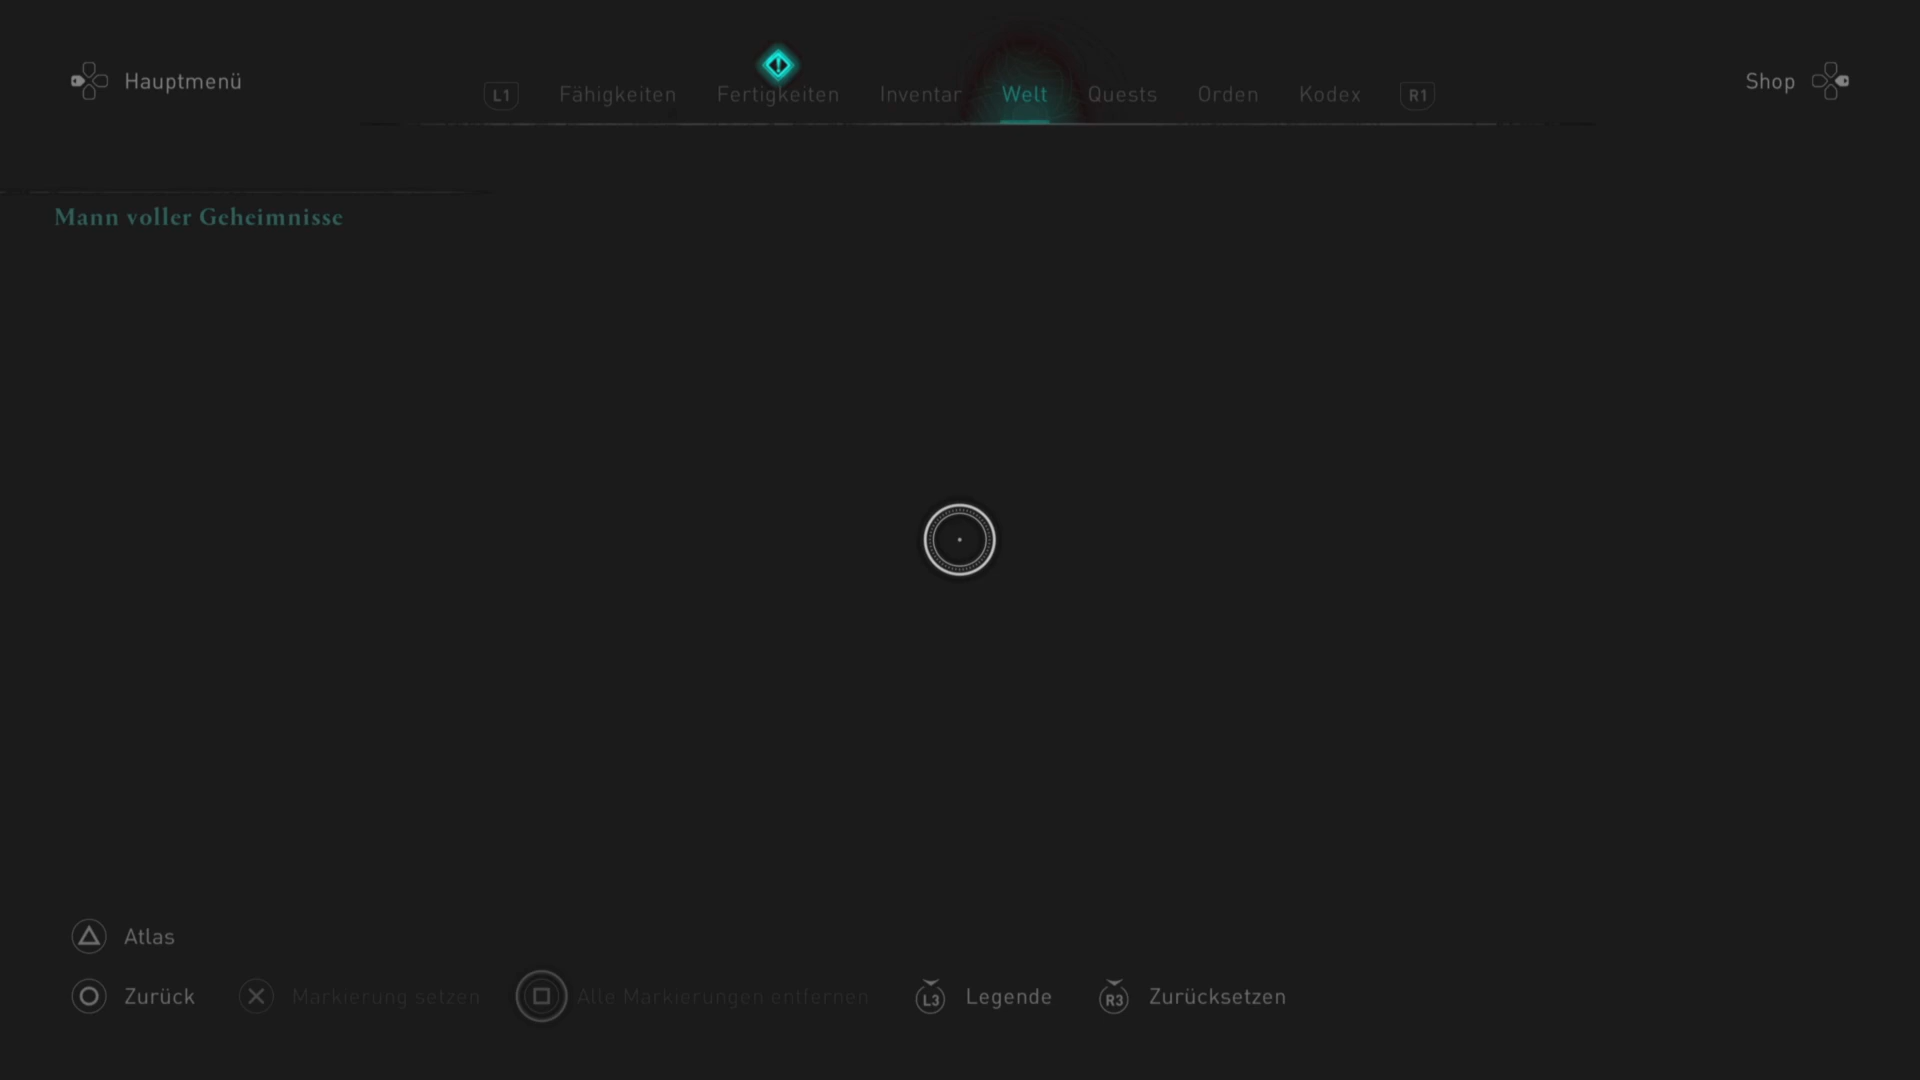 Hauptmenü
L1 Fähigkeiten Fertigkeiten Inventar Welt Quests Orden Kodex R1
Shop
Mann voller Geheimnisse
Atlas
Zurück Markierung setzen Alle Markierungen entfernen L3 Legende R3 Zurücksetzen